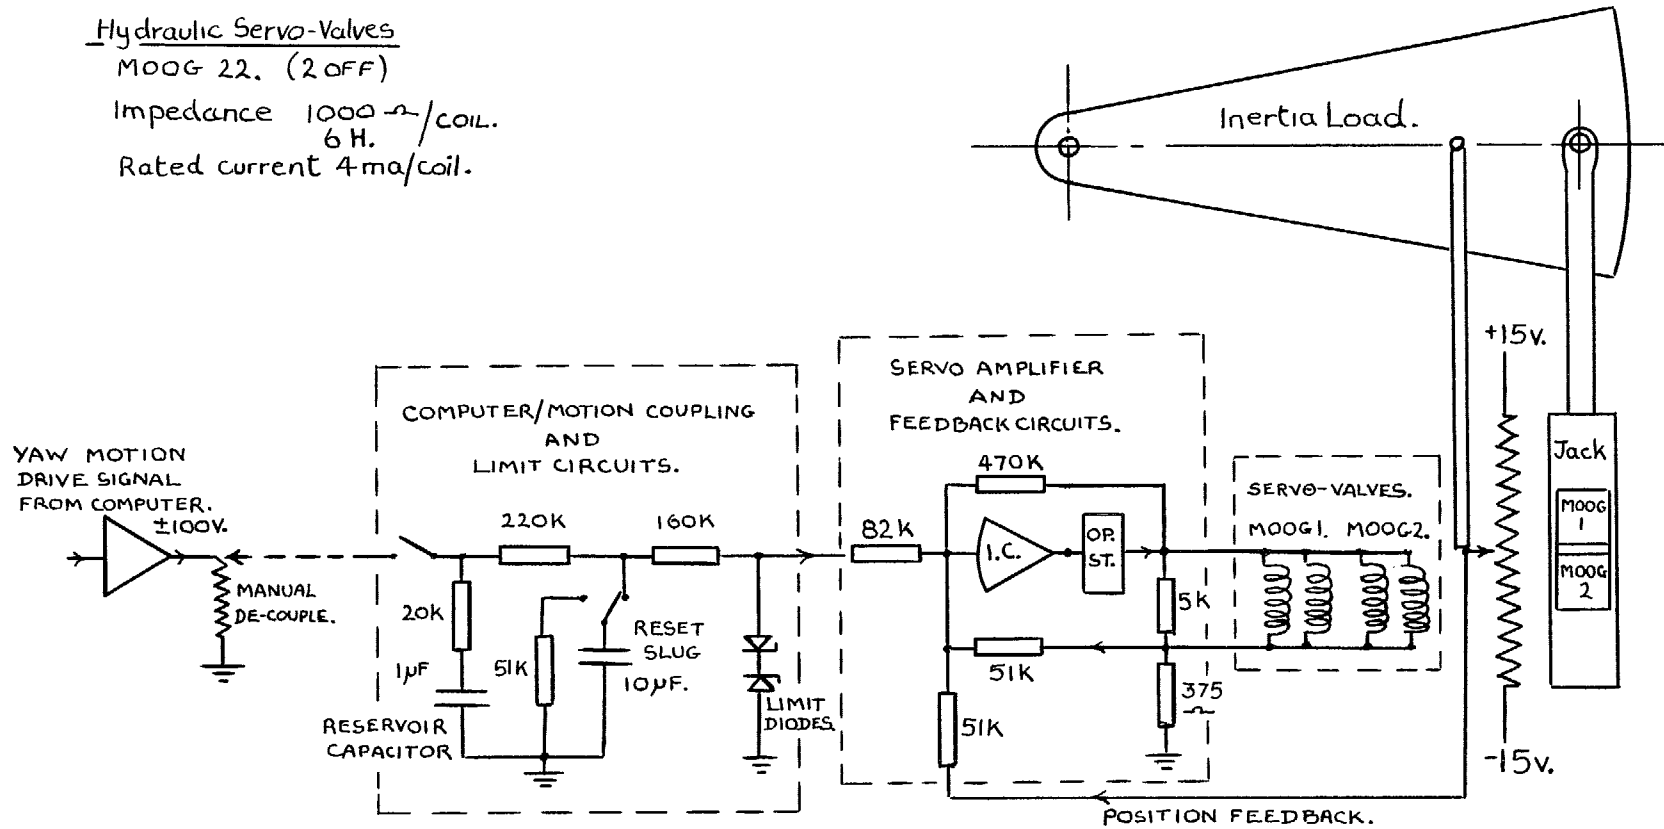 Hydraulic Servo-Valves
MOOG 22. (2 OFF)
Impedance 1000 Ω/COIL.
6 H.
Rated current 4ma/coil.
Inertia Load.
+15v.
SERVO AMPLIFIER
AND
FEEDBACK CIRCUITS.
COMPUTER/MOTION COUPLING
AND
LIMIT CIRCUITS.
YAW MOTION
DRIVE SIGNAL
FROM COMPUTER.
±100V.
MANUAL
DE-COUPLE.
220K
160K
20K
1µF
RESERVOIR
CAPACITOR
51K
RESET
SLUG
10µF.
LIMIT
DIODES
82K
470K
I.C.
OP.
ST.
5K
51K
375
Ω
51K
SERVO-VALVES.
MOOG1. MOOG2.
Jack
MOOG
1
MOOG
2
-15v.
POSITION FEEDBACK.